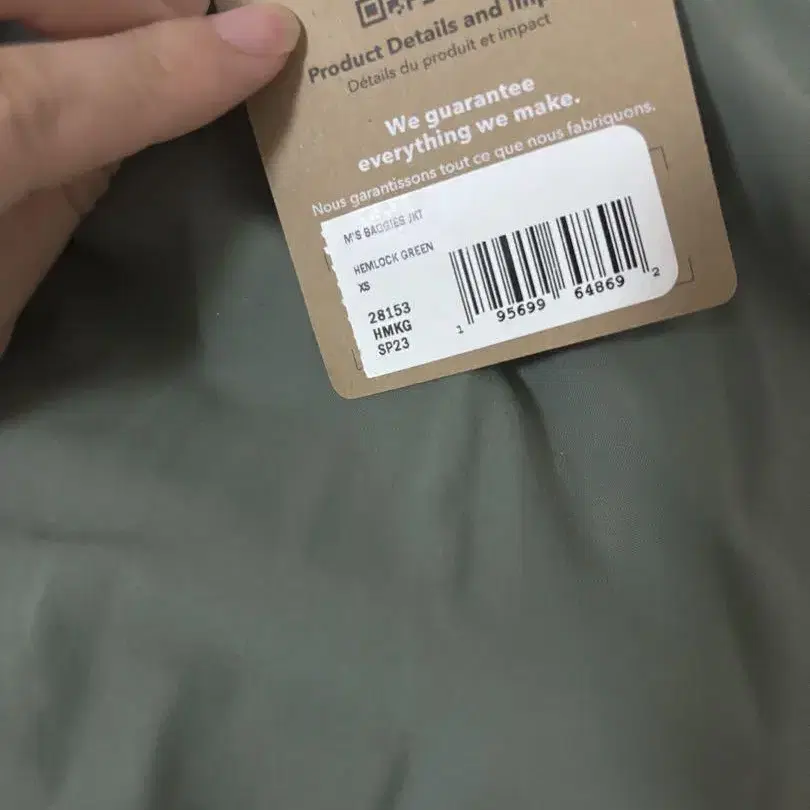 Product Details and
Détails du produit et impact
We guarantee
everything we make.
Nous garantissons tout ce que nous fabriquons.
M'S BAGGIES JKT
HEMLOCK GREEN
XS
28153
HMKG
SP23
1 95699 64869 2